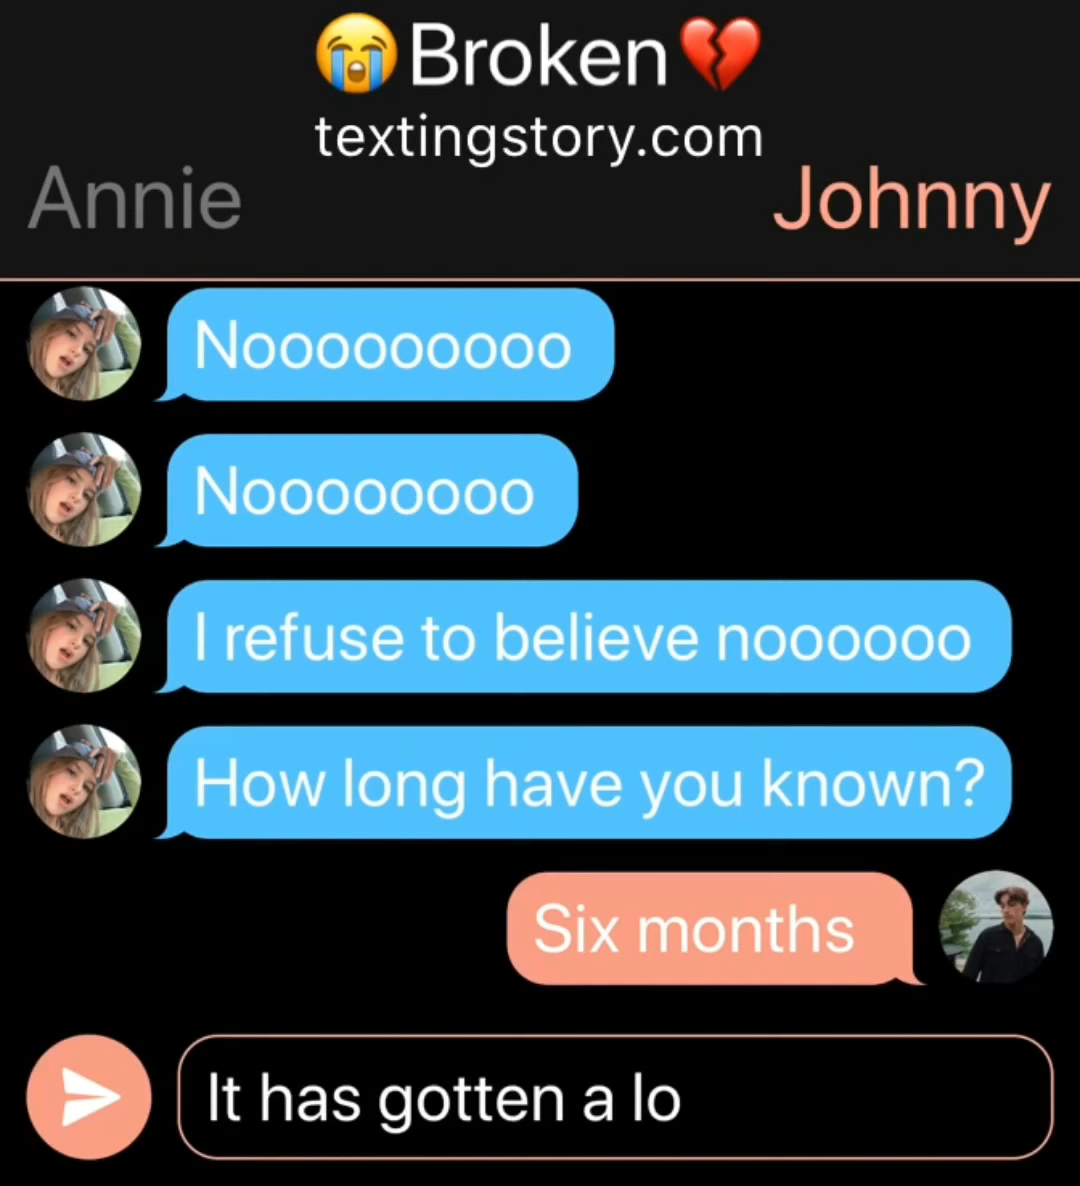 😭Broken💔
textingstory.com
Annie
Johnny
Nooooooooo
Noooooooo
I refuse to believe noooooo
How long have you known?
Six months
It has gotten a lo